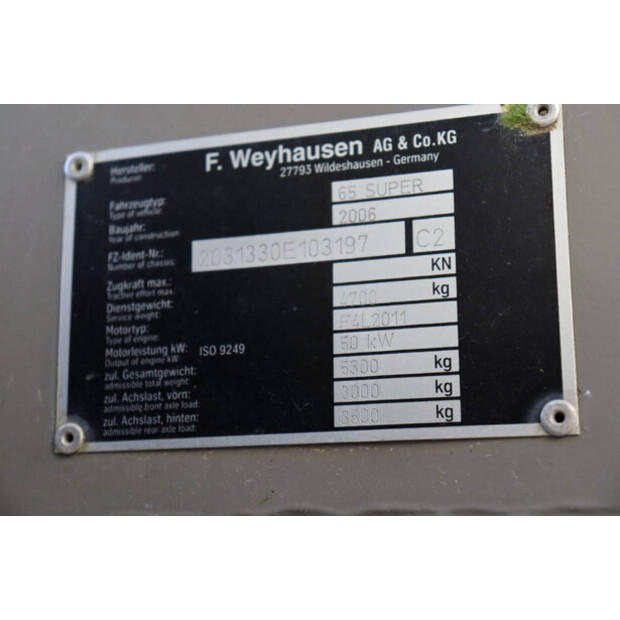 Hersteller: F. Weyhausen AG & Co.KG
Producer: 27793 Wildeshausen - Germany
Fahrzeugtyp: 65 SUPER
Type of vehicle:
Baujahr: 2006
Year of construction:
FZ-Ident-Nr.: 2031330E103197 C2
Number of chassis:
Zugkraft max.: KN
Tractive effort max.:
Dienstgewicht: 4700 kg
Service weight:
Motortyp: F4L2011
Type of engine:
Motorleistung kW: ISO 9249 50 kW
Output of engine kW:
zul. Gesamtgewicht: 5300 kg
admissible total weight:
zul. Achslast, vorn: 3000 kg
admissible front axle load:
zul. Achslast, hinten: 3500 kg
admissible rear axle load: